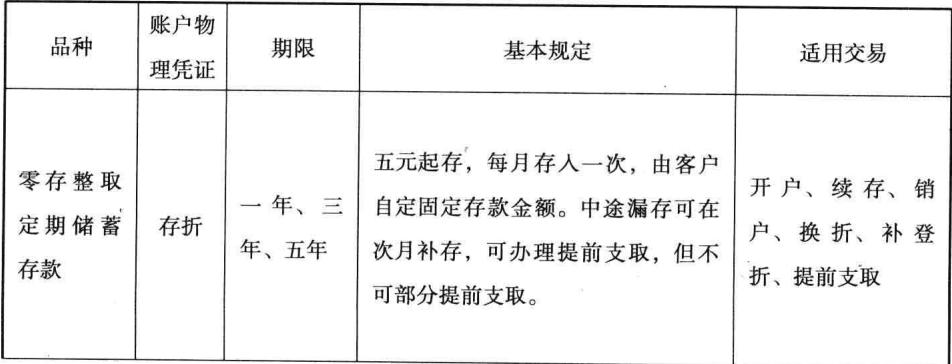 品种
账户物
理凭证
期限
基本规定
适用交易
零存整取
定期储蓄
存款
存折
一年、三
年、五年
五元起存，每月存入一次，由客户
自定固定存款金额。中途漏存可在
次月补存，可办理提前支取，但不
可部分提前支取。
开户、续存、销
户、换折、补登
折、提前支取